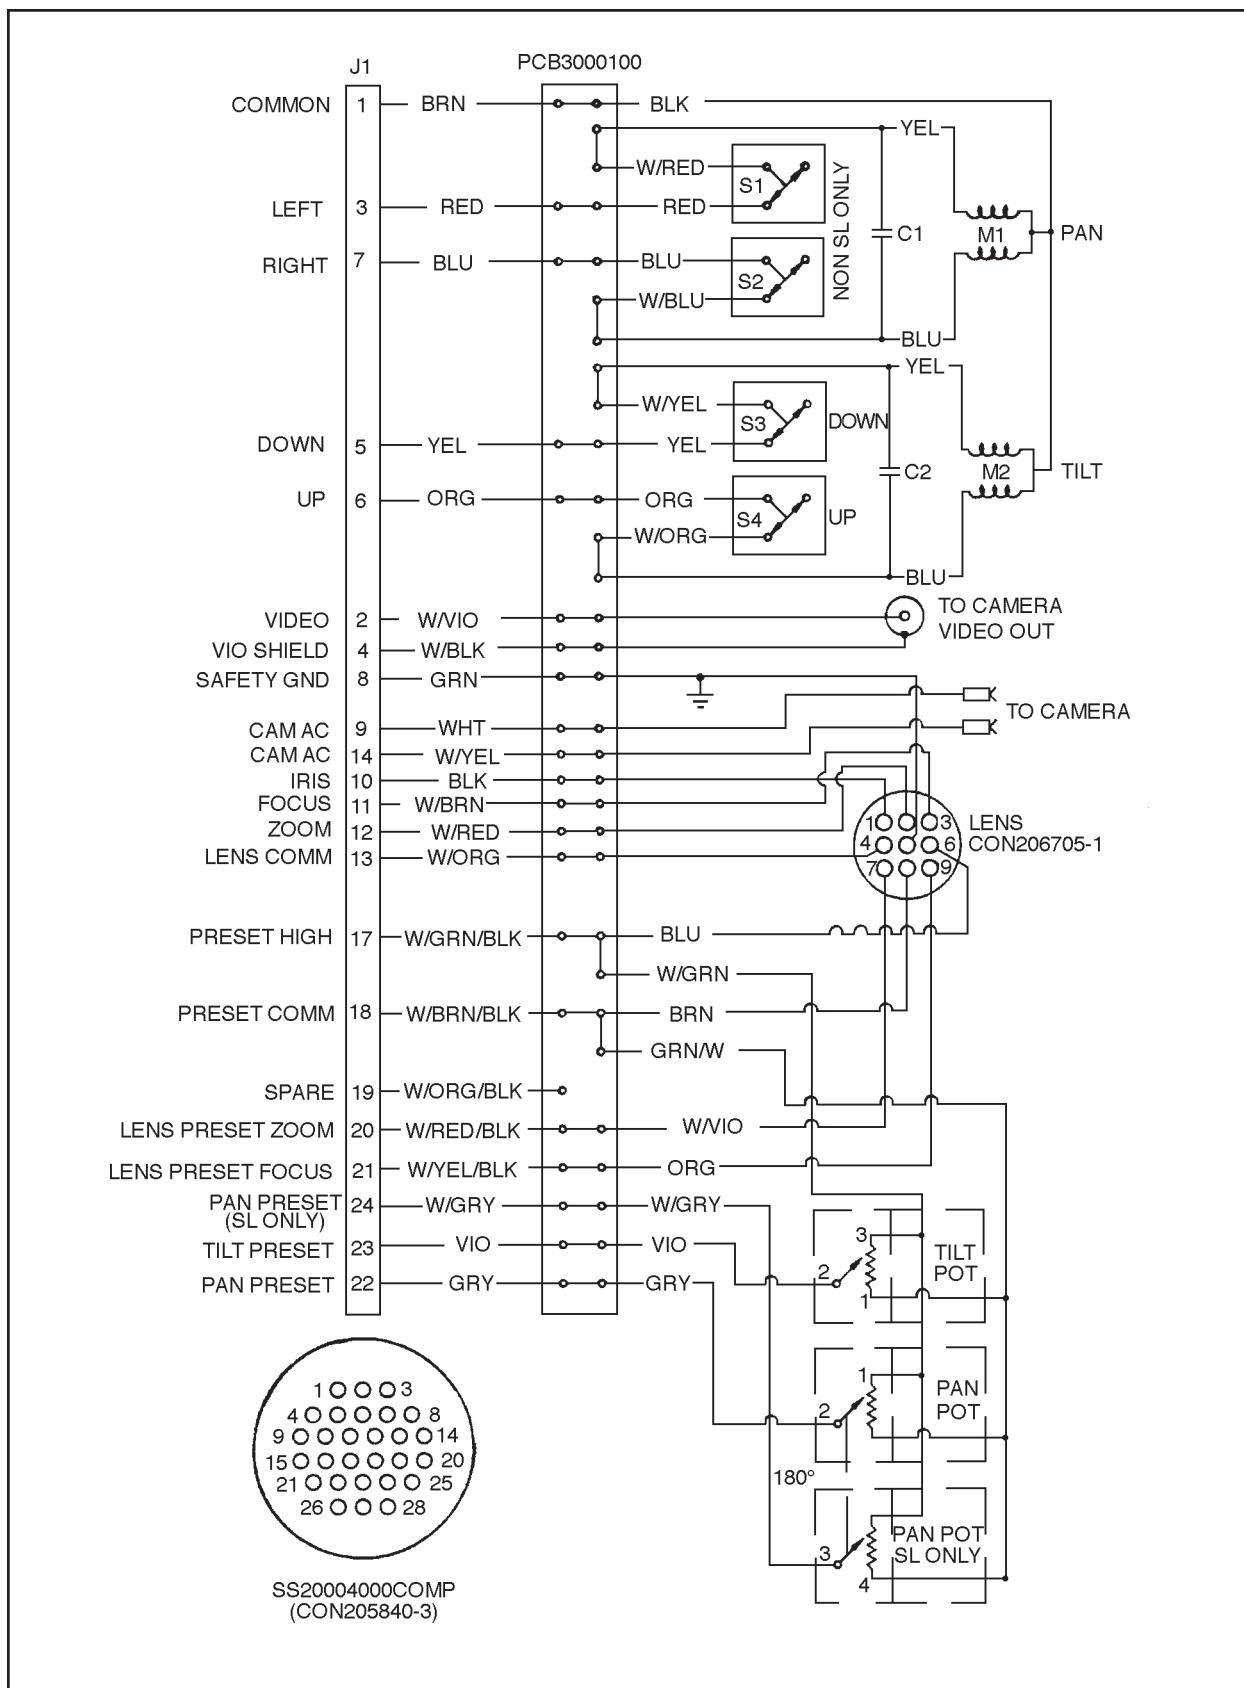 PCB3000100
J1
COMMON 1 BRN BLK
YEL
W/RED S1
LEFT 3 RED RED
NON SL ONLY
C1 M1 PAN
RIGHT 7 BLU BLU
S2
W/BLU
BLU
YEL
W/YEL S3 DOWN
DOWN 5 YEL YEL
C2 M2 TILT
UP 6 ORG ORG
S4 UP
W/ORG
BLU
VIDEO 2 W/VIO
TO CAMERA
VIDEO OUT
VIO SHIELD 4 W/BLK
SAFETY GND 8 GRN
TO CAMERA
CAM AC 9 WHT
CAM AC 14 W/YEL
IRIS 10 BLK
FOCUS 11 W/BRN
ZOOM 12 W/RED
LENS COMM 13 W/ORG
1 3 LENS
4 6 CON206705-1
7 9
PRESET HIGH 17 W/GRN/BLK BLU
W/GRN
PRESET COMM 18 W/BRN/BLK BRN
GRN/W
SPARE 19 W/ORG/BLK
LENS PRESET ZOOM 20 W/RED/BLK W/VIO
LENS PRESET FOCUS 21 W/YEL/BLK ORG
PAN PRESET 24 W/GRY W/GRY
(SL ONLY)
TILT PRESET 23 VIO VIO
PAN PRESET 22 GRY GRY
3
2
1
TILT
POT
1
2
PAN
POT
180°
3
4
PAN POT
SL ONLY
1 3
4 8
9 14
15 20
21 25
26 28
SS20004000COMP
(CON205840-3)